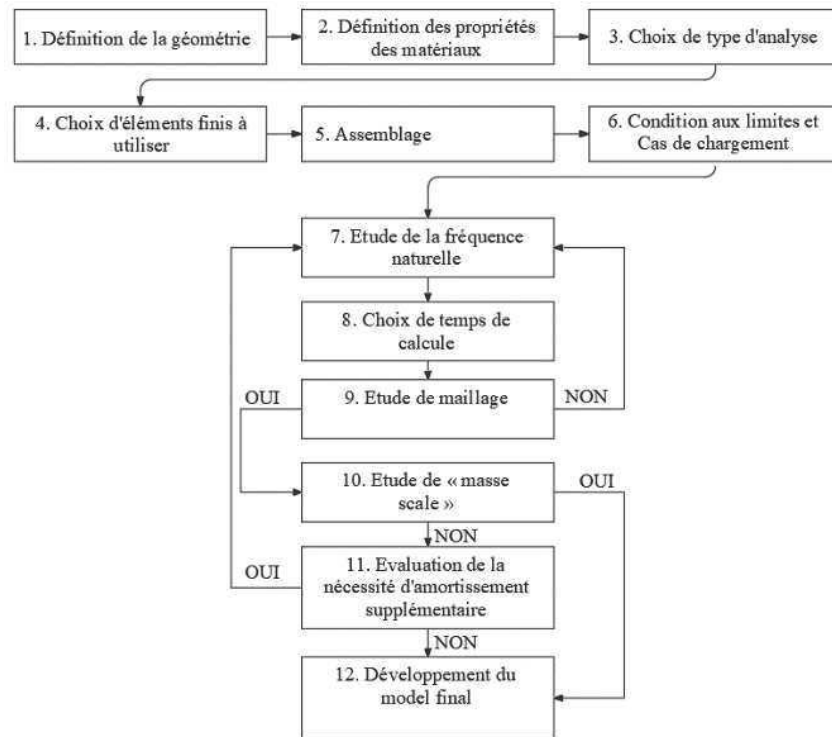 1. Définition de la géométrie
2. Définition des propriétés
des matériaux
3. Choix de type d'analyse
4. Choix d'éléments finis à
utiliser
5. Assemblage
6. Condition aux limites et
Cas de chargement
7. Etude de la fréquence
naturelle
8. Choix de temps de
calcule
OUI
9. Etude de maillage
NON
10. Etude de « masse
scale »
OUI
NON
11. Evaluation de la
nécessité d'amortissement
supplémentaire
OUI
NON
12. Développement du
model final